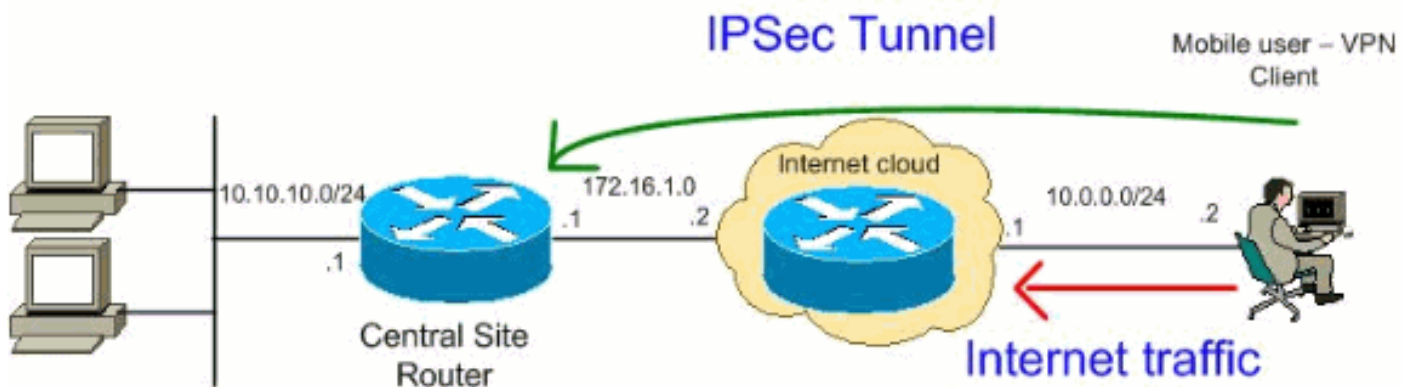 IPSec Tunnel
Mobile user – VPN
Client
Internet cloud
10.10.10.0/24
172.16.1.0
10.0.0.0/24
.1
.2
.1
.2
.1
Central Site
Router
Internet traffic